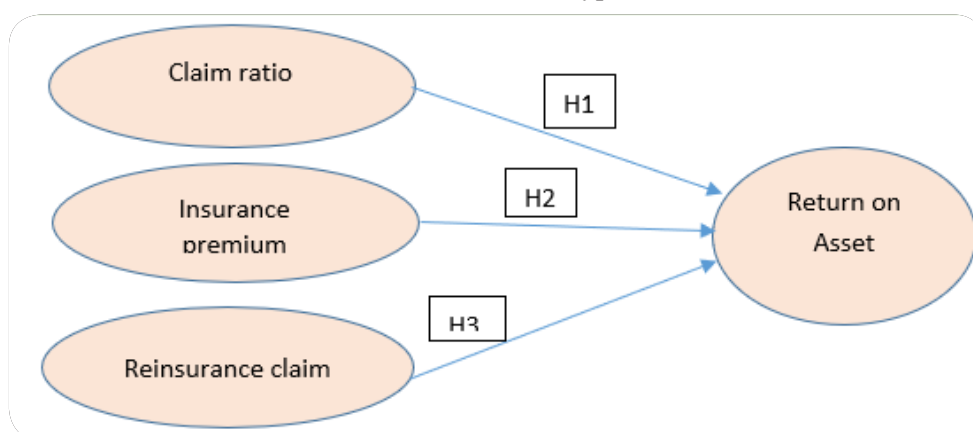 Claim ratio
H1
Insurance
premium
H2
Return on
Asset
H3
Reinsurance claim